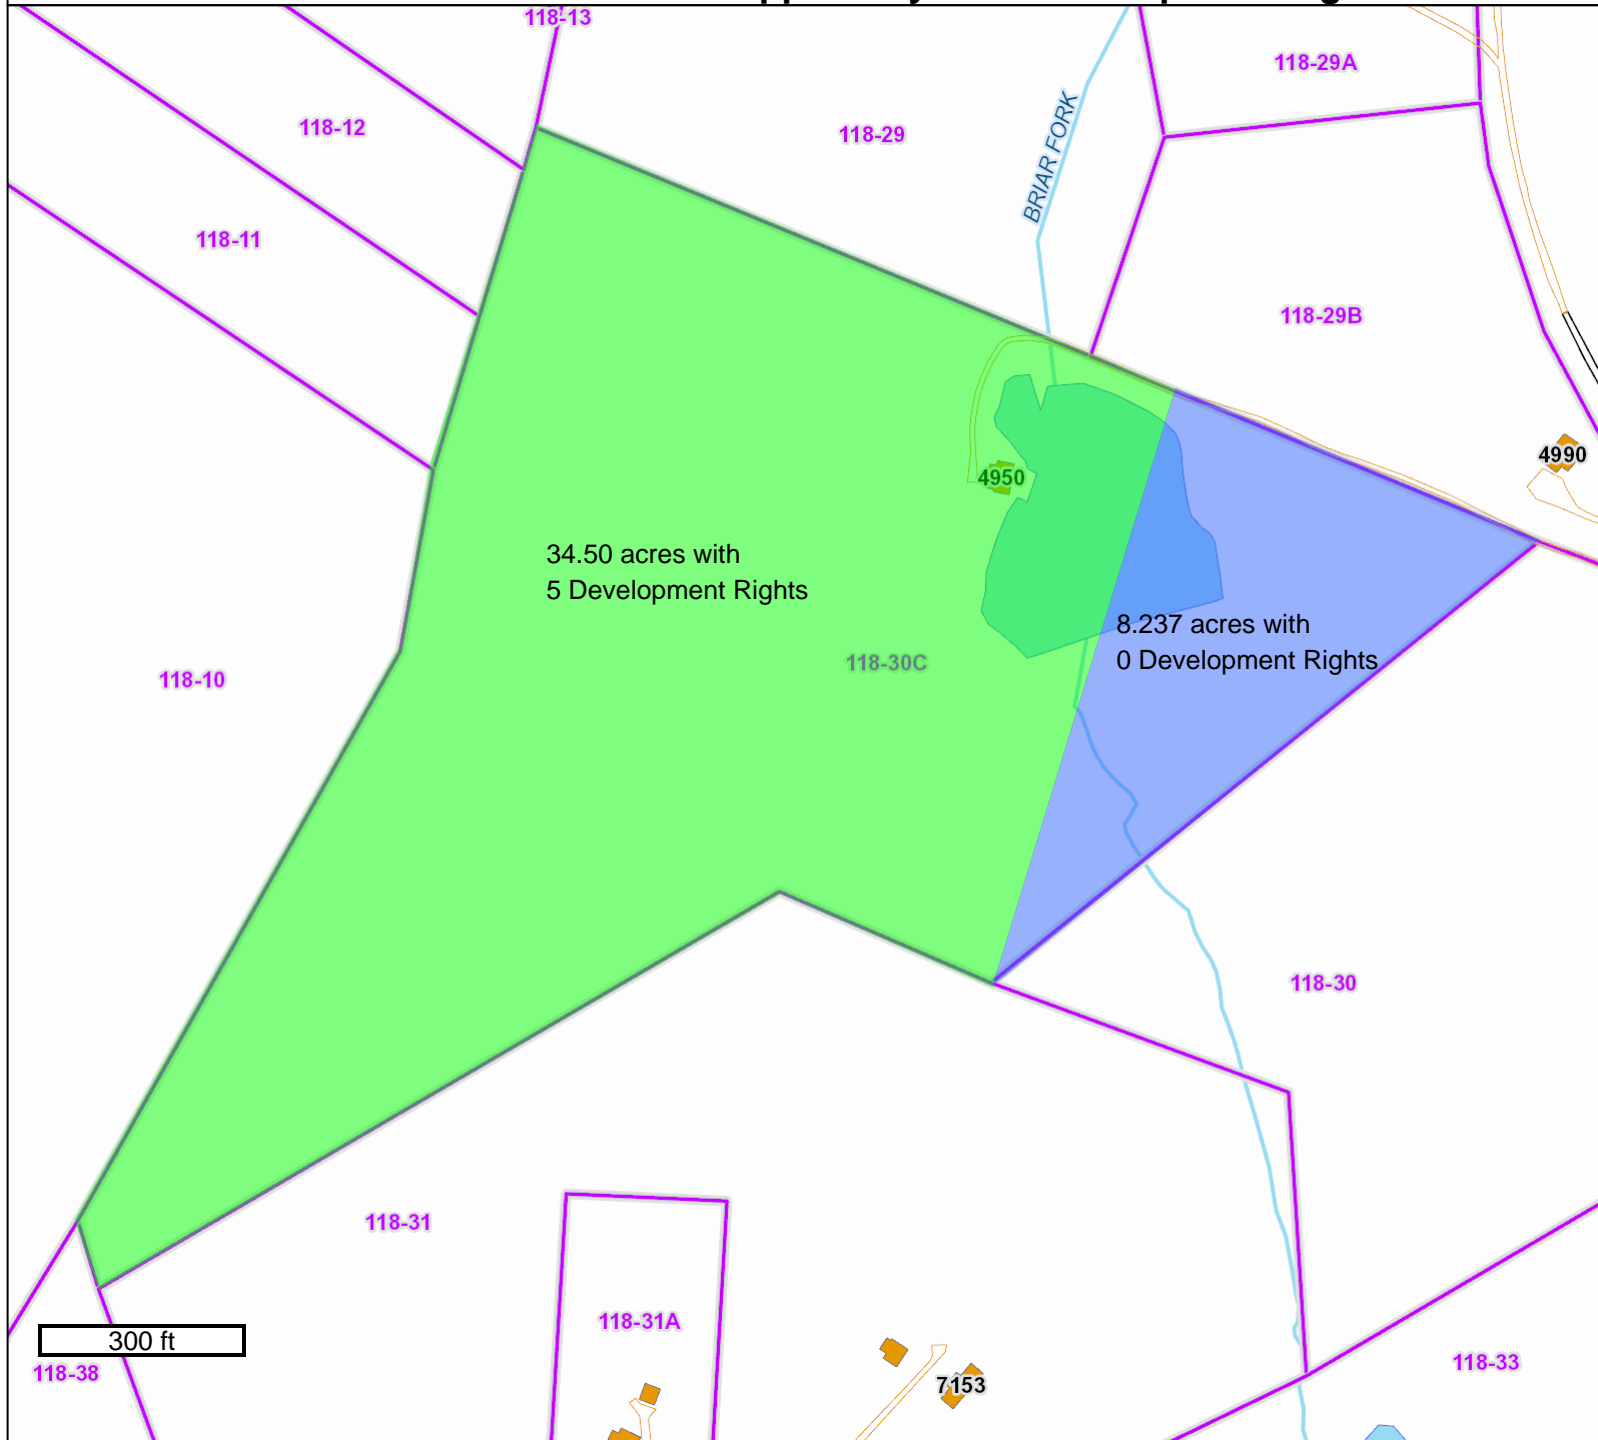 118-13
118-29A
118-12
118-29
BRIAR FORK
118-11
118-29B
4990
4950
34.50 acres with
5 Development Rights
8.237 acres with
0 Development Rights
118-30C
118-10
118-30
118-31
118-31A
300 ft
118-38
7153
118-33